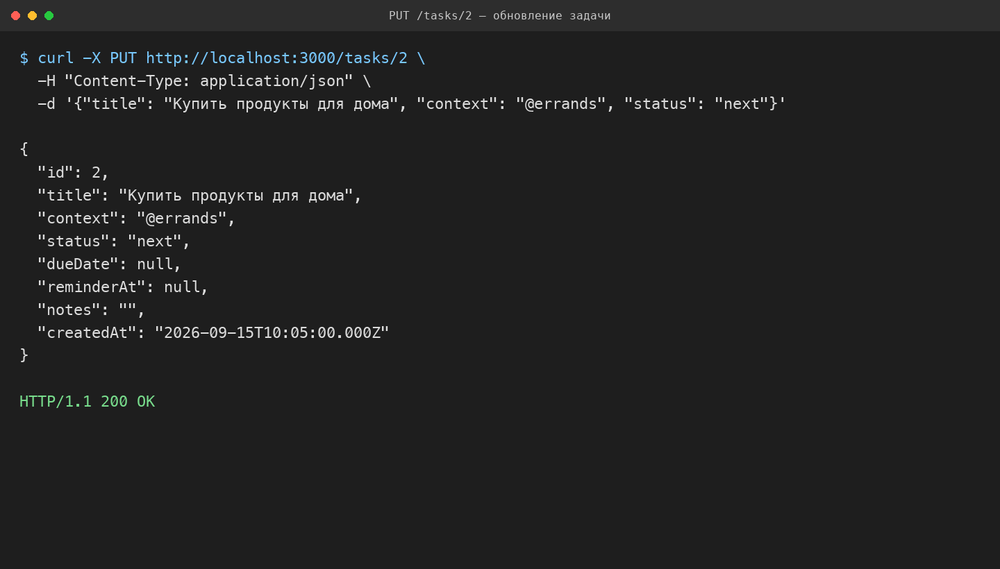 PUT /tasks/2 — обновление задачи
$ curl -X PUT http://localhost:3000/tasks/2 \
  -H "Content-Type: application/json" \
  -d '{"title": "Купить продукты для дома", "context": "@errands", "status": "next"}'
{
  "id": 2,
  "title": "Купить продукты для дома",
  "context": "@errands",
  "status": "next",
  "dueDate": null,
  "reminderAt": null,
  "notes": "",
  "createdAt": "2026-09-15T10:05:00.000Z"
}
HTTP/1.1 200 OK